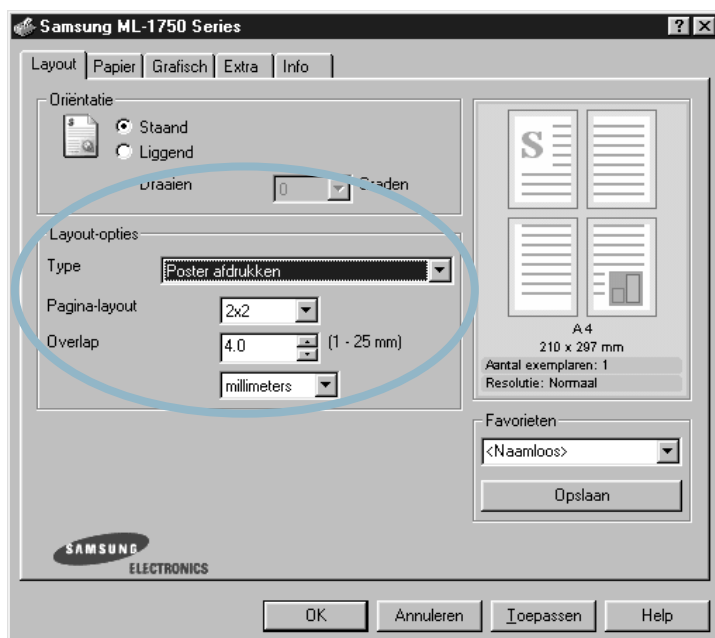 Samsung ML-1750 Series
Layout Papier Grafisch Extra Info
Oriëntatie
Staand
Liggend
Draaien 0 Graden
Layout-opties
Type Poster afdrukken
Pagina-layout 2x2
Overlap 4.0 (1 - 25 mm)
millimeters
S
A4
210 x 297 mm
Aantal exemplaren: 1
Resolutie: Normaal
Favorieten
<Naamloos>
Opslaan
SAMSUNG
ELECTRONICS
OK Annuleren Toepassen Help